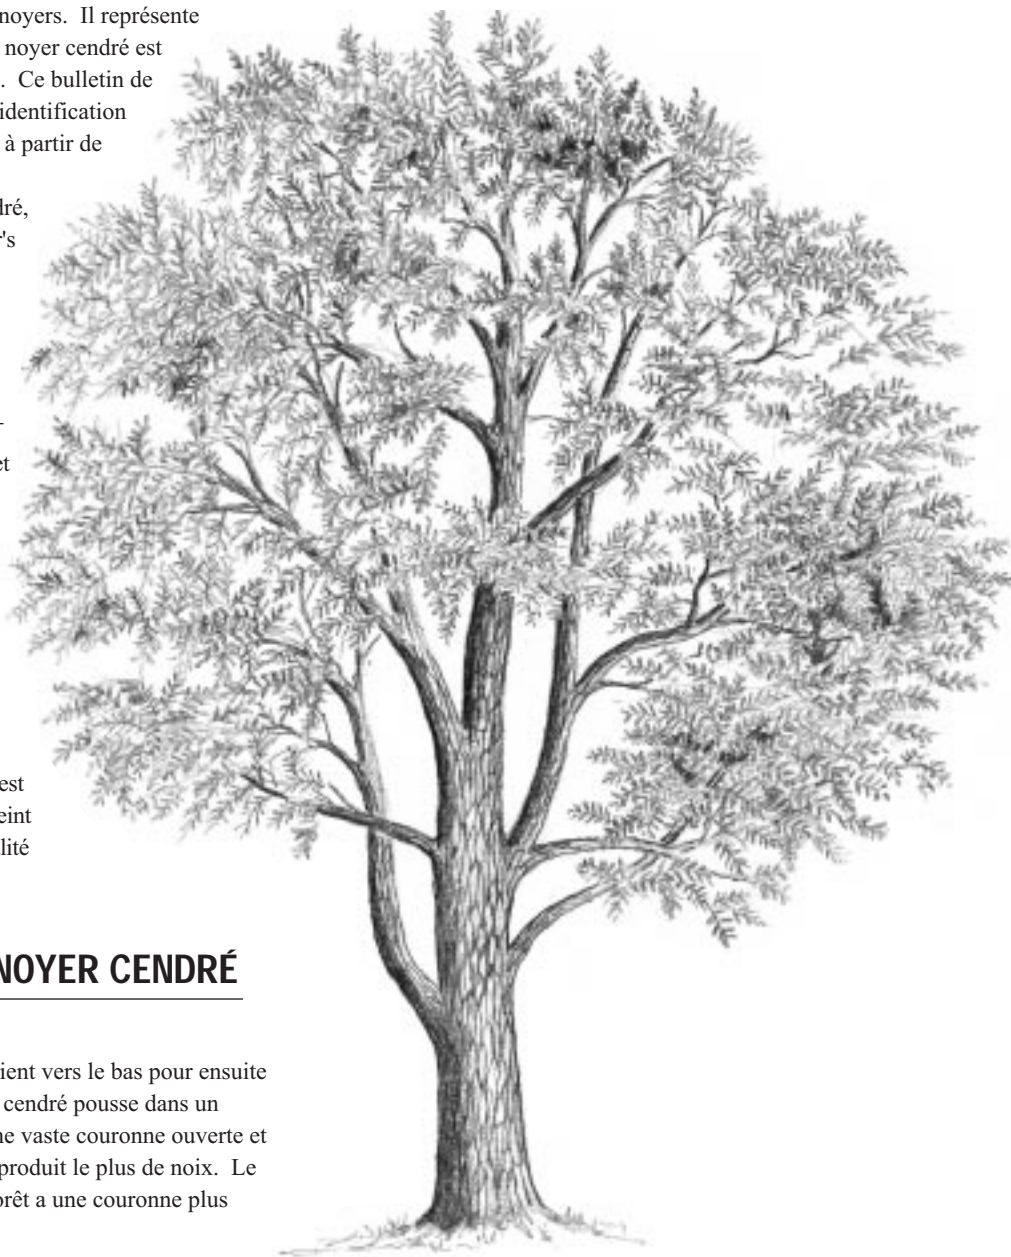 noyers. Il représente
noyer cendré est
. Ce bulletin de
identification
à partir de
dré,
r's
-
et
est
eint
lité
NOYER CENDRÉ
ient vers le bas pour ensuite
cendré pousse dans un
ne vaste couronne ouverte et
produit le plus de noix. Le
orêt a une couronne plus